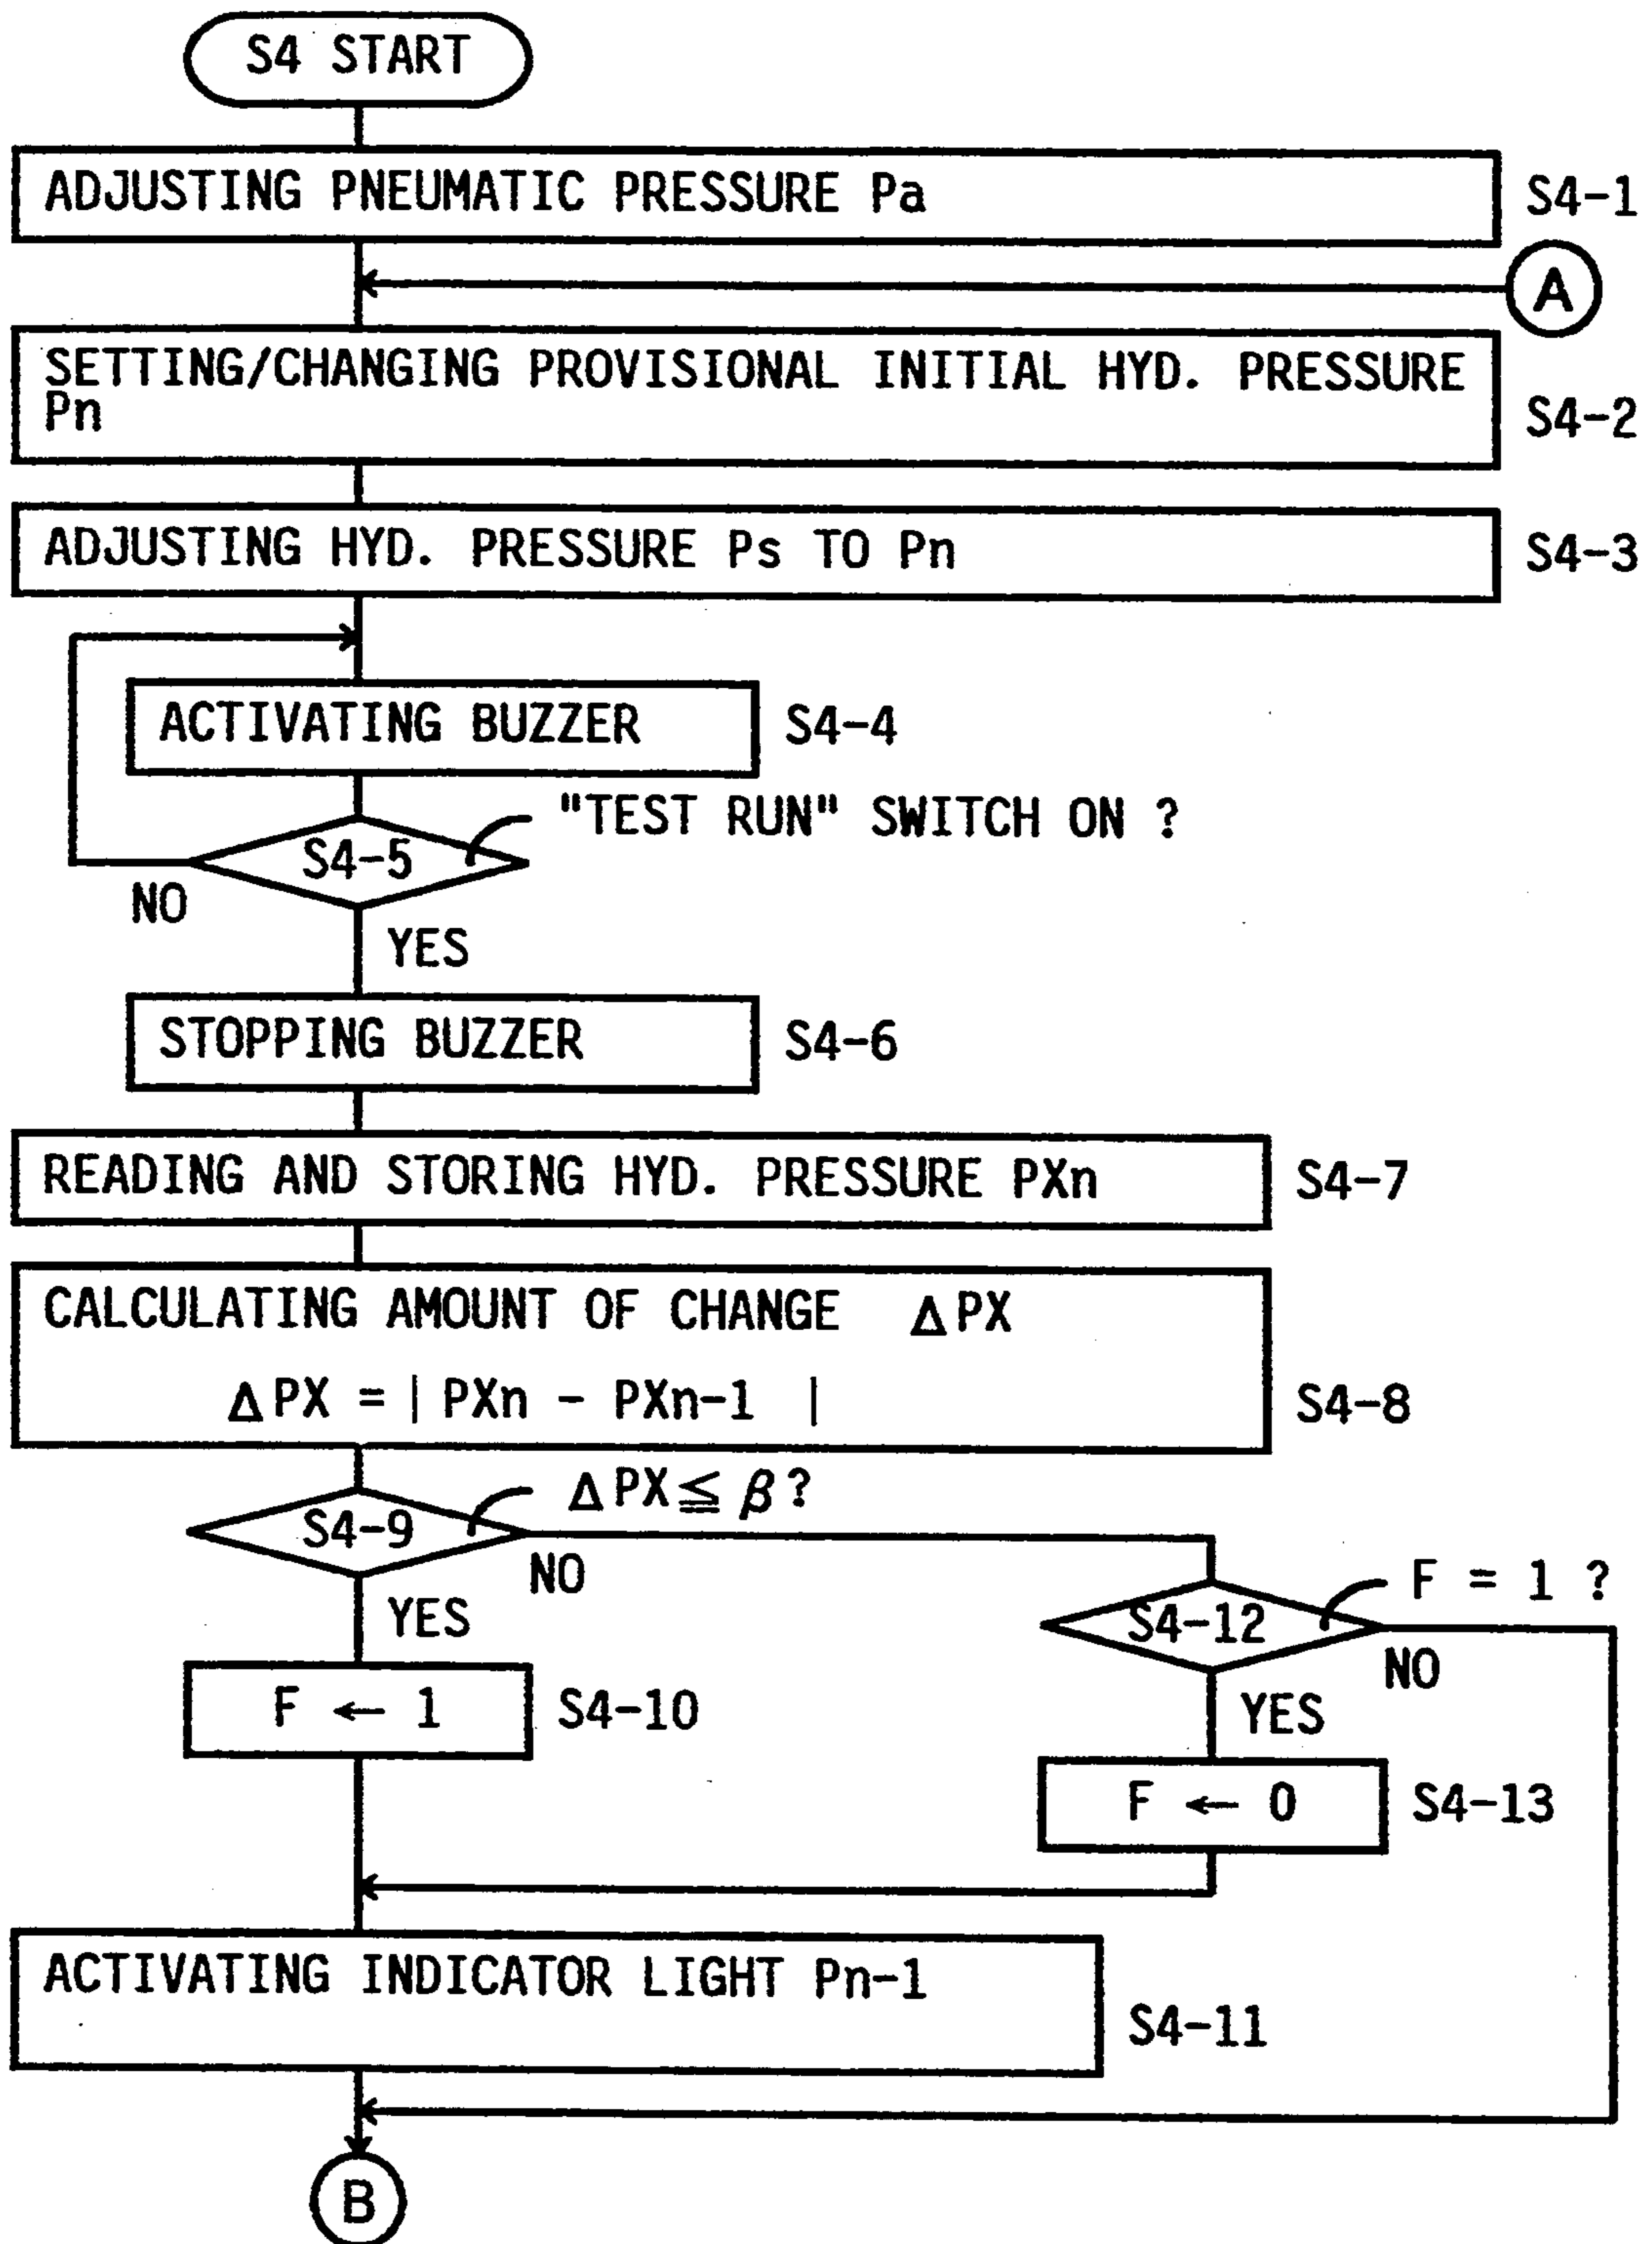 S4 START
ADJUSTING PNEUMATIC PRESSURE Pa
S4-1
A
SETTING/CHANGING PROVISIONAL INITIAL HYD. PRESSURE
Pn
S4-2
ADJUSTING HYD. PRESSURE Ps TO Pn
S4-3
ACTIVATING BUZZER
S4-4
"TEST RUN" SWITCH ON ?
S4-5
NO
YES
STOPPING BUZZER
S4-6
READING AND STORING HYD. PRESSURE PXn
S4-7
CALCULATING AMOUNT OF CHANGE ΔPX
ΔPX = | PXn - PXn-1 |
S4-8
ΔPX ≦ β?
S4-9
NO
YES
F = 1 ?
S4-12
NO
YES
F ← 1
S4-10
F ← 0
S4-13
ACTIVATING INDICATOR LIGHT Pn-1
S4-11
B